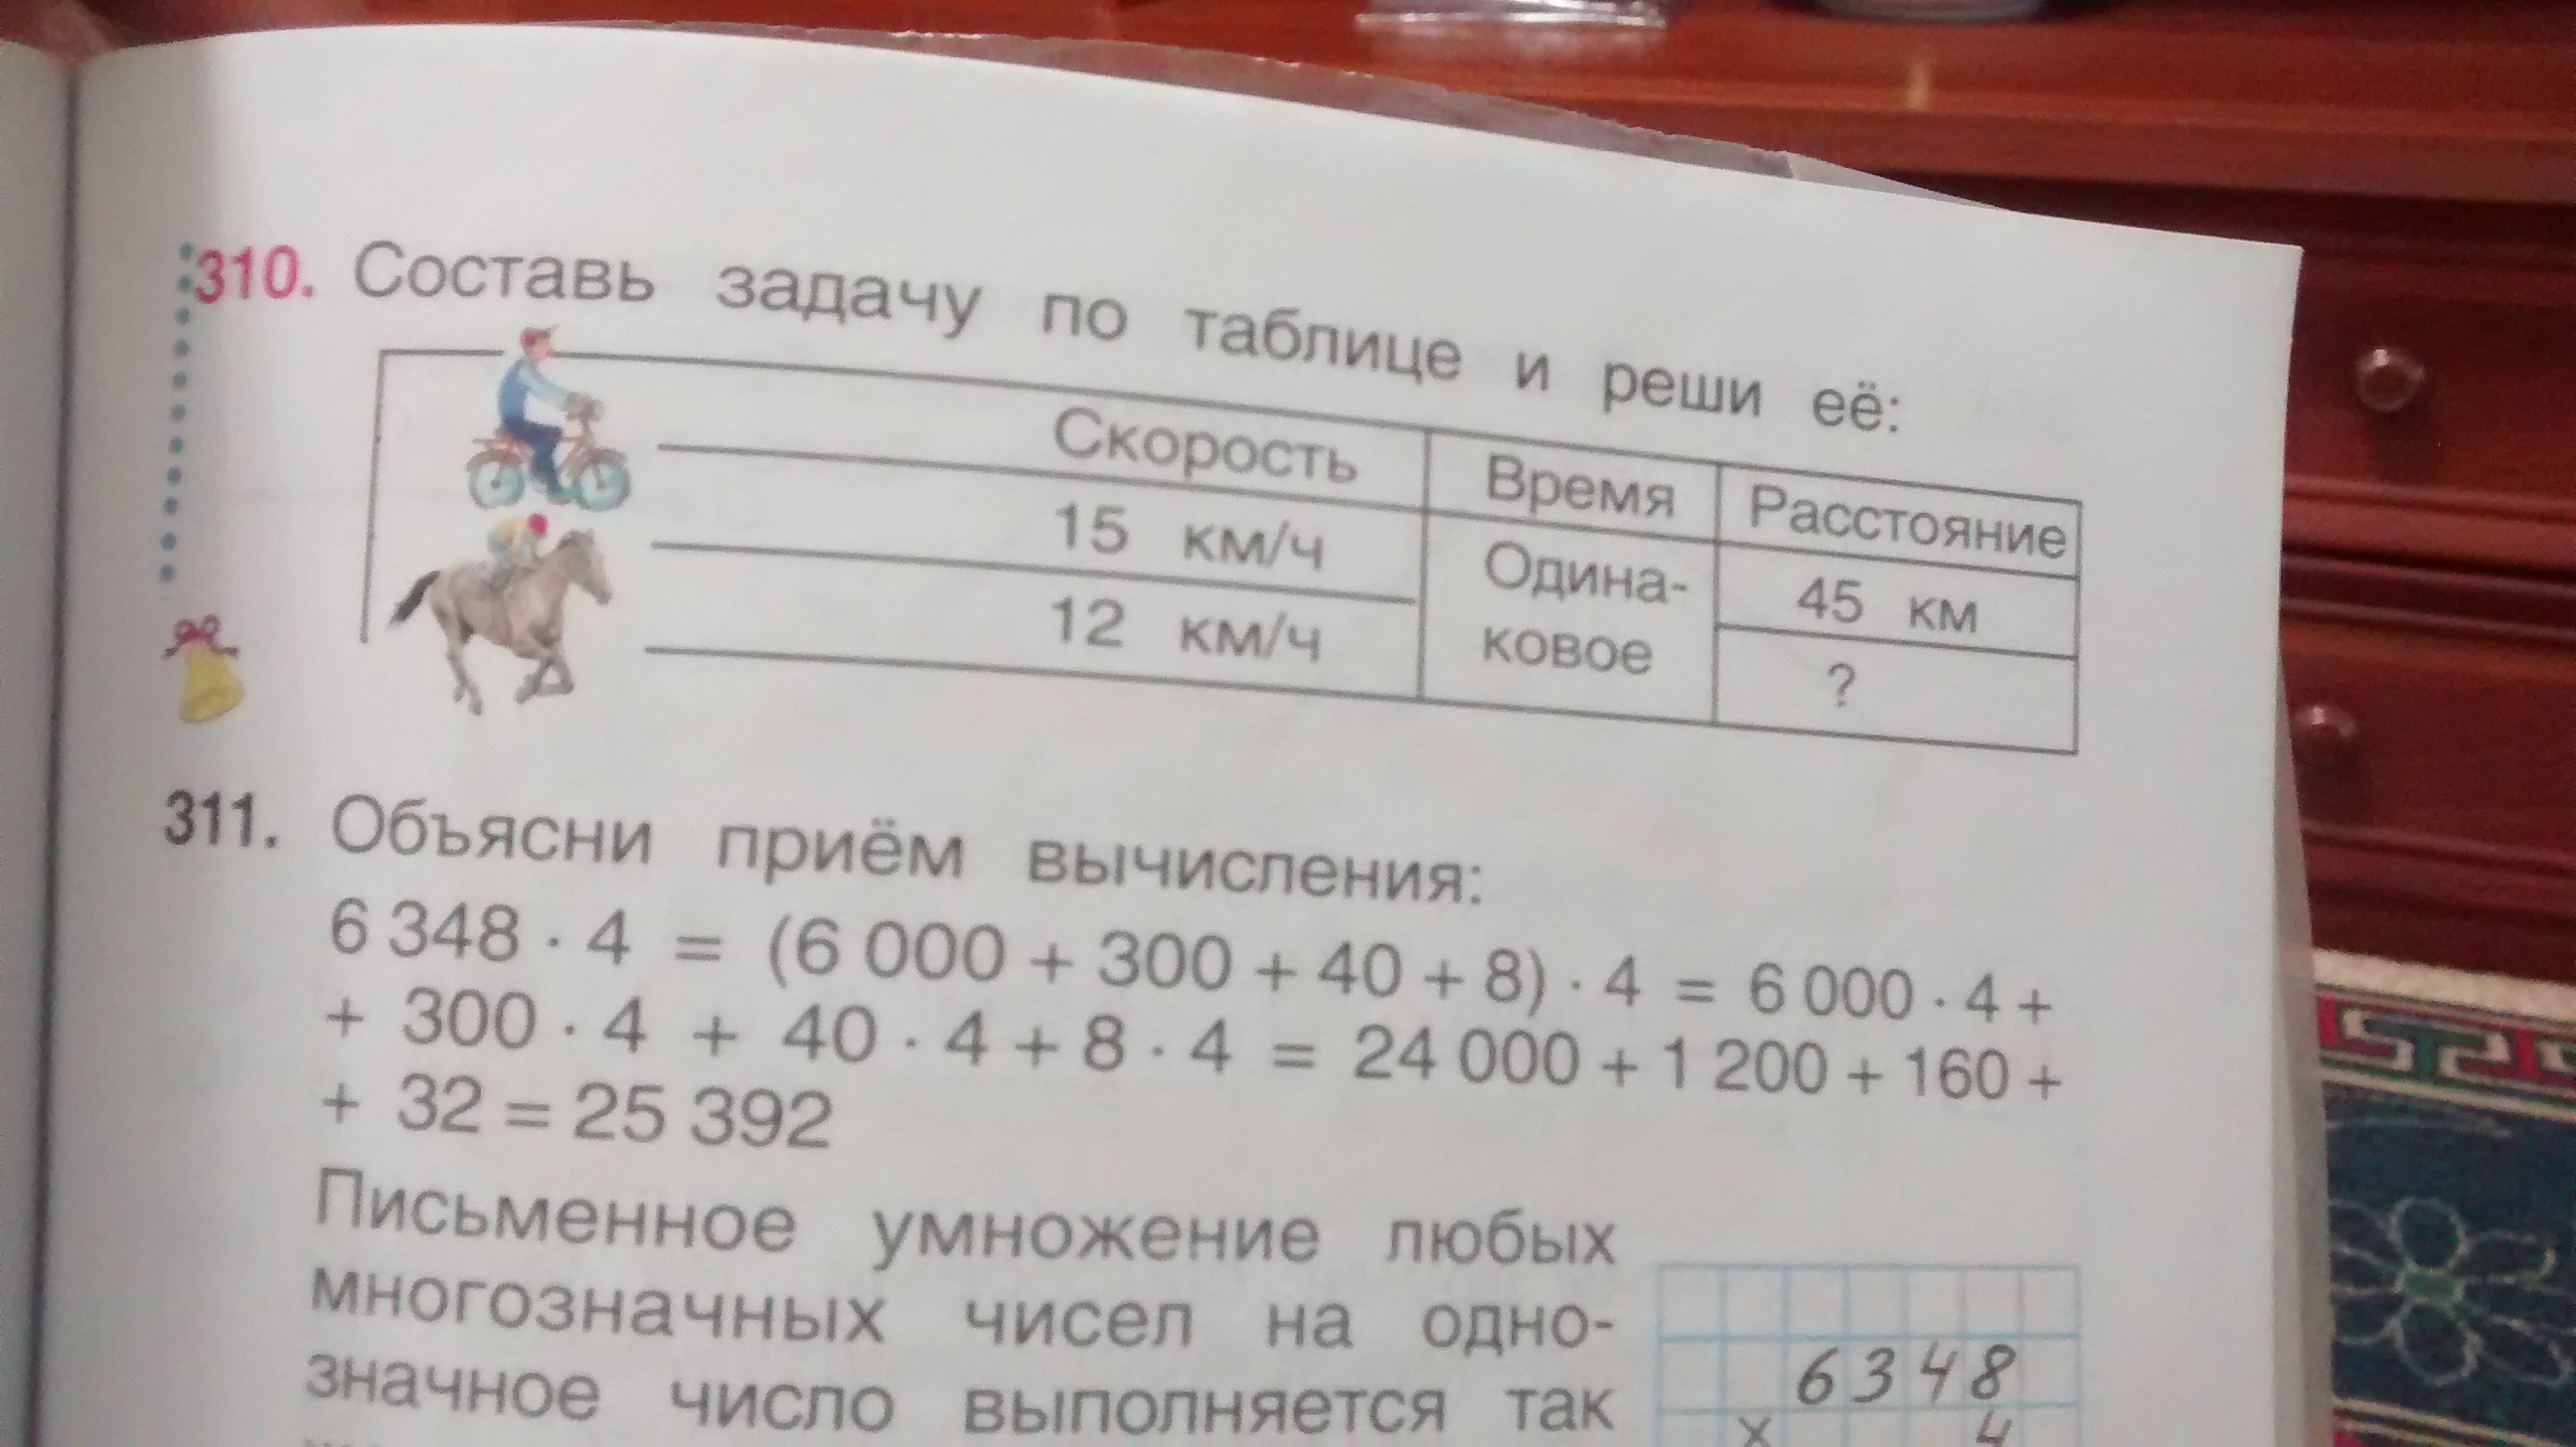 310. Составь задачу по таблице и реши её:
Скорость Время Расстояние
15 км/ч Одина- 45 км
12 км/ч ковое ?
311. Объясни приём вычисления:
6 348 · 4 = (6 000 + 300 + 40 + 8) · 4 = 6 000 · 4 +
+ 300 · 4 + 40 · 4 + 8 · 4 = 24 000 + 1 200 + 160 +
+ 32 = 25 392
Письменное умножение любых
многозначных чисел на одно-
значное число выполняется так
6348
× 4